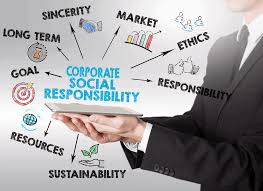 SINCERITY
MARKET
LONG TERM
ETHICS
GOAL
CORPORATE
SOCIAL
RESPONSIBILITY
RESPONSIBILITY
RESOURCES
SUSTAINABILITY